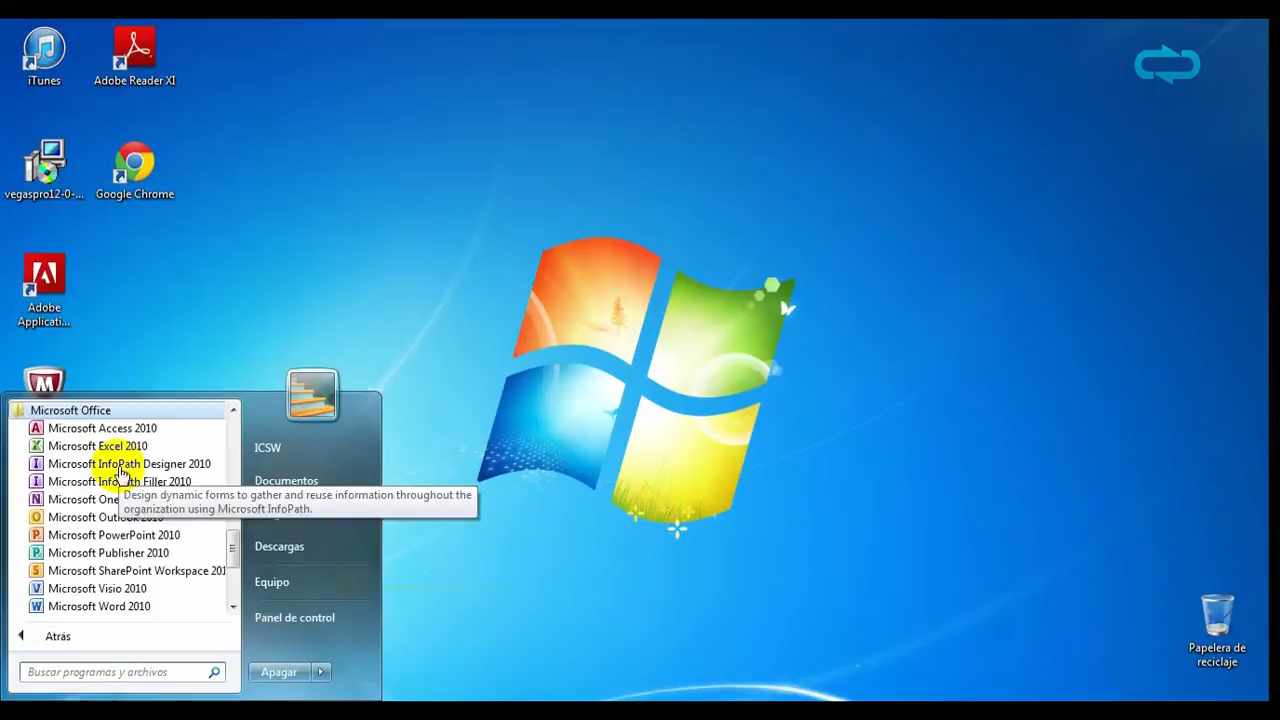 iTunes
Adobe Reader XI
vegaspro12-0-...
Google Chrome
Adobe
Applicati...
Microsoft Office
Microsoft Access 2010
Microsoft Excel 2010
Microsoft InfoPath Designer 2010
Microsoft InfoPath Filler 2010
Microsoft One
Microsoft Outlook 2010
Microsoft PowerPoint 2010
Microsoft Publisher 2010
Microsoft SharePoint Workspace 201
Microsoft Visio 2010
Microsoft Word 2010
Atrás
Buscar programas y archivos
ICSW
Documentos
Design dynamic forms to gather and reuse information throughout the
organization using Microsoft InfoPath.
Descargas
Equipo
Panel de control
Apagar
Papelera de
reciclaje